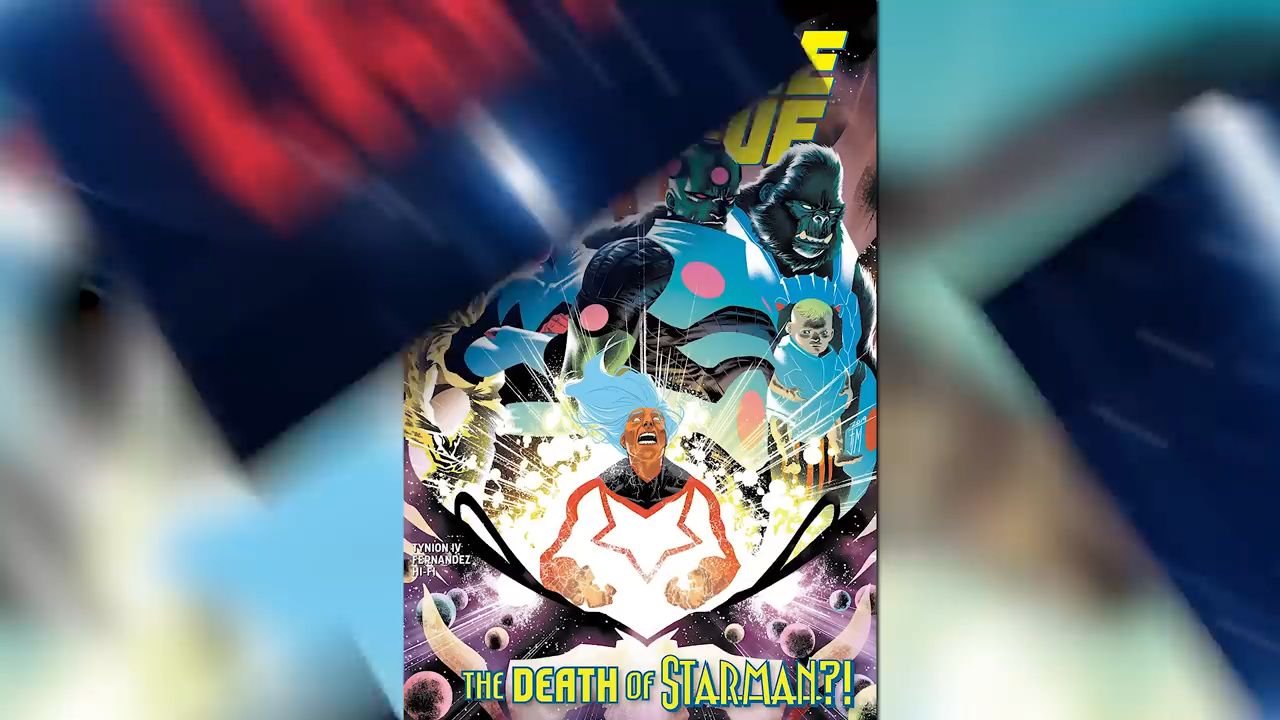 TYNION IV
FERNANDEZ
HI-FI
THE DEATH OF STARMAN?!